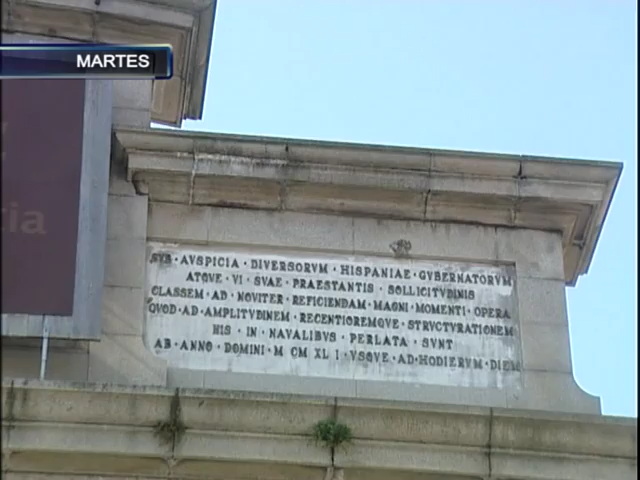 MARTES
ia
SVB · AVSPICIA · DIVERSORVM · HISPANIAE · GVBERNATORVM
ATQVE · VI · SVAE · PRAESTANTIS · SOLLICITVDINIS
CLASSEM · AD · NOVITER · REFICIENDAM · MAGNI · MOMENTI · OPERA
QVOD · AD · AMPLITVDINEM · RECENTIOREMQVE · STRVCTVRATIONEM
HIS · IN · NAVALIBVS · PERLATA · SVNT
AB · ANNO · DOMINI · M CM XL I · VSQVE · AD · HODIERVM · DIEM